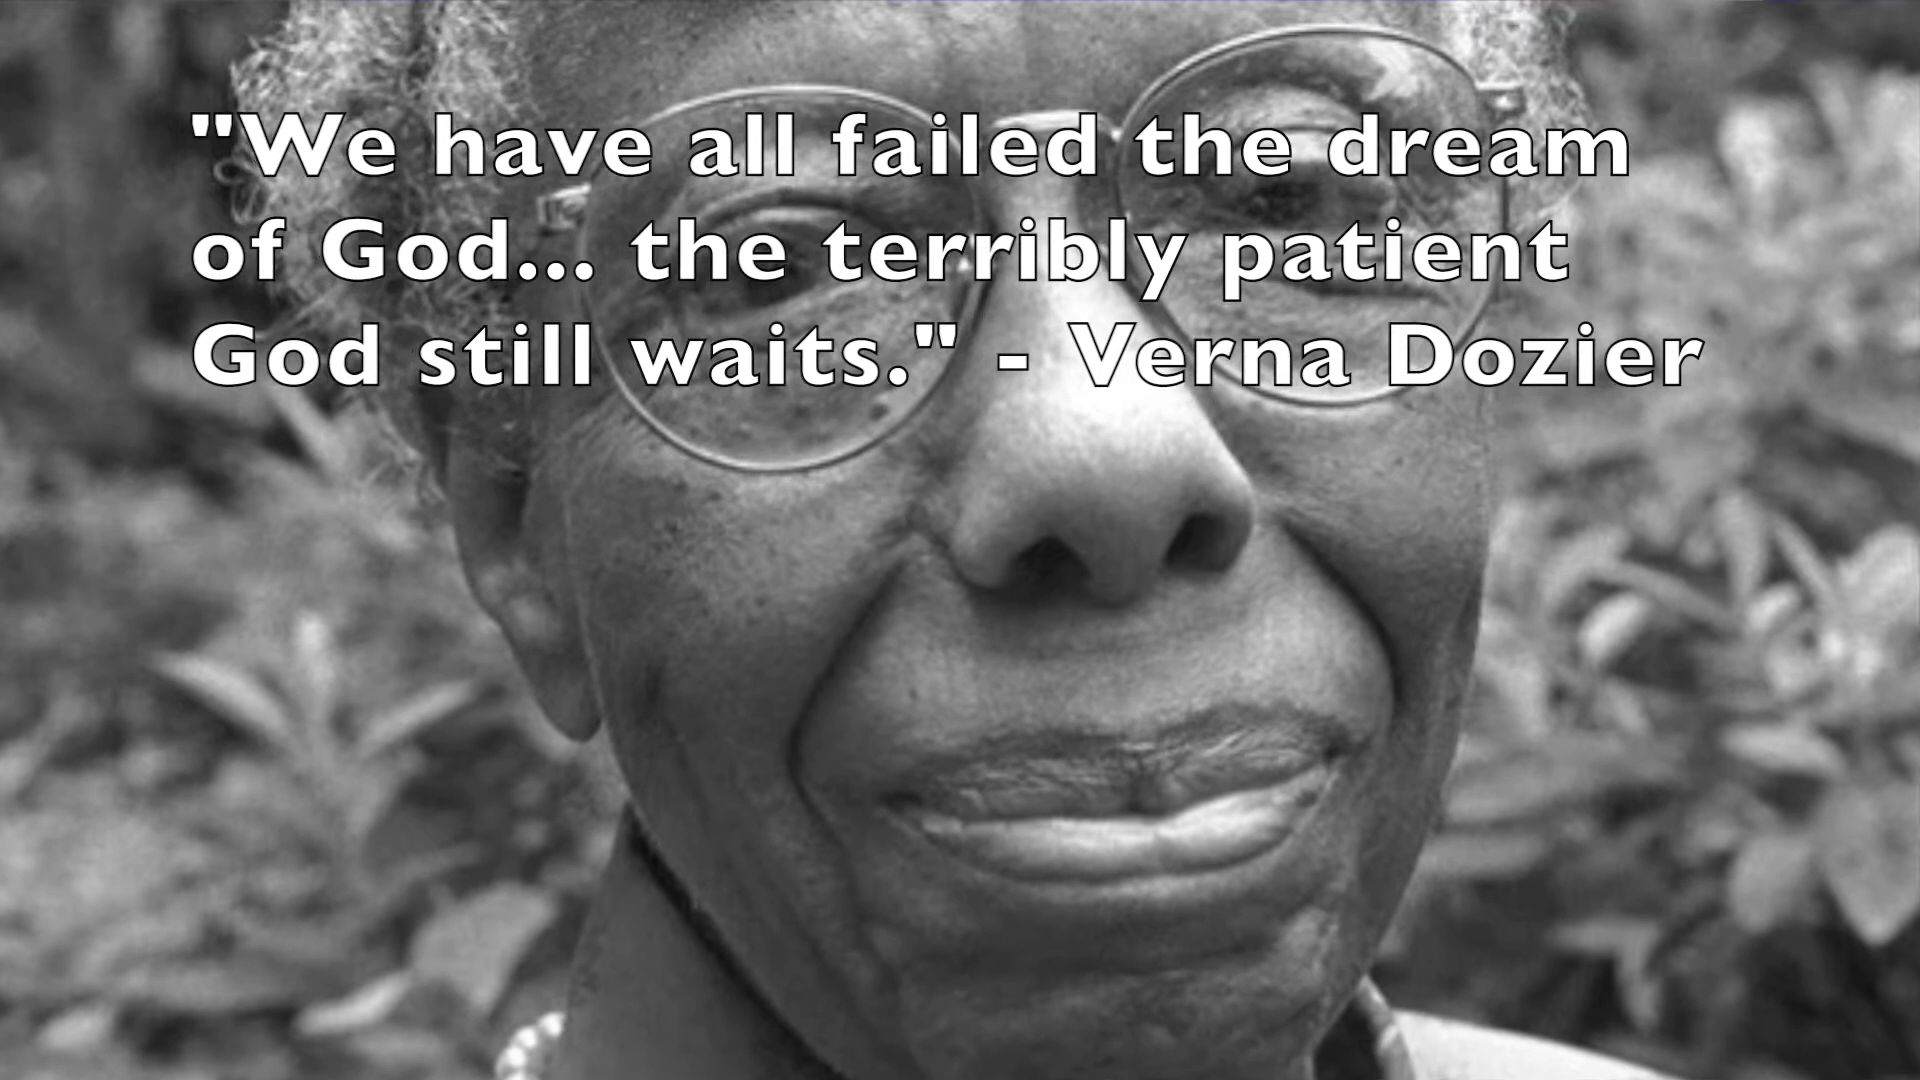 "We have all failed the dream
of God... the terribly patient
God still waits." - Verna Dozier